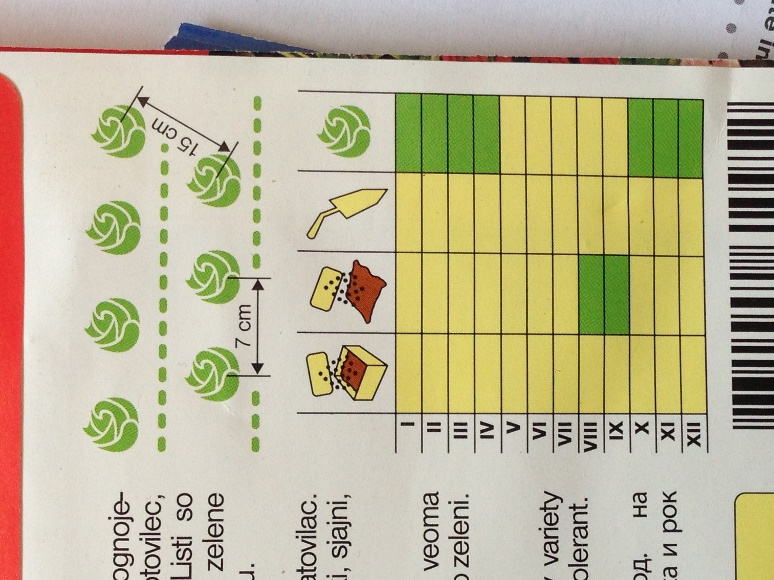 ognoje-
otovilec,
Listi so
zelene
u.
atovilac.
i, sjajni,
veoma
o zeleni.
y variety
olerant.
од. на
ка и рок
15 cm
7 cm
I
II
III
IV
V
VI
VII
VIII
IX
X
XI
XII